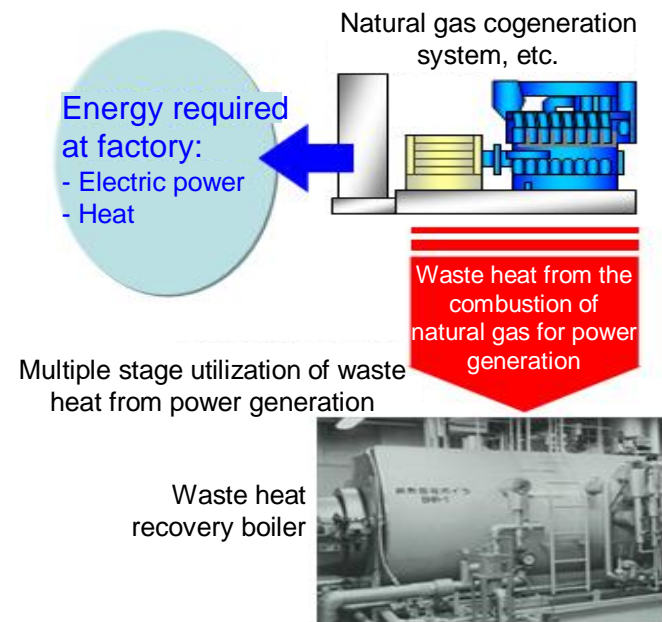 Natural gas cogeneration
system, etc.
Energy required
at factory:
- Electric power
- Heat
Waste heat from the
combustion of
natural gas for power
generation
Multiple stage utilization of waste
heat from power generation
Waste heat
recovery boiler